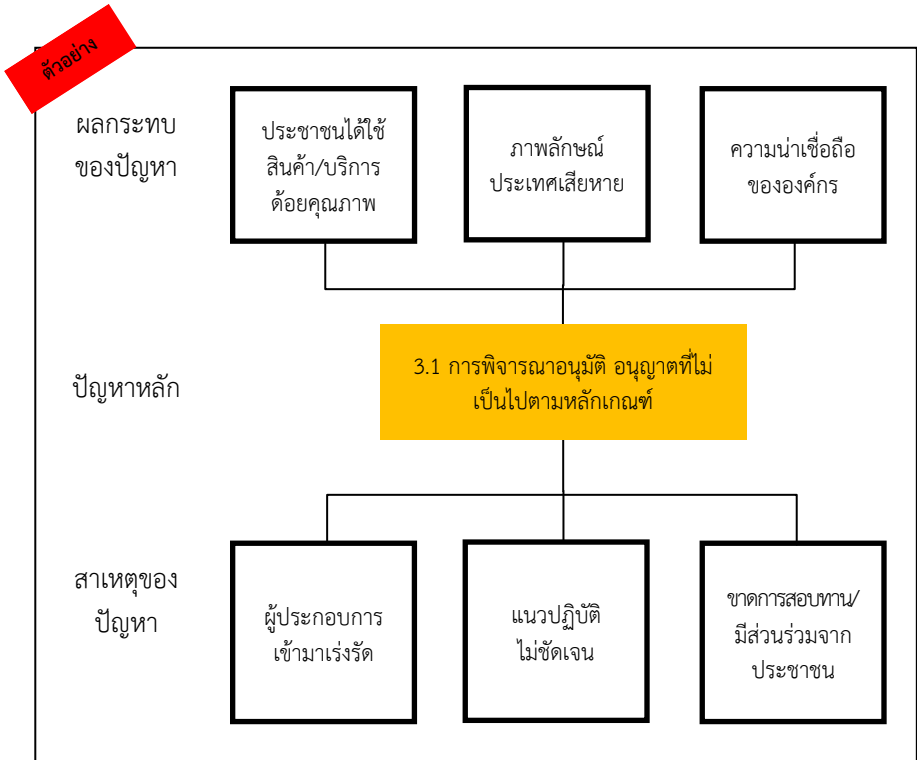 ตัวอย่าง
ผลกระทบ
ของปัญหา
ประชาชนได้ใช้
สินค้า/บริการ
ด้อยคุณภาพ
ภาพลักษณ์
ประเทศเสียหาย
ความน่าเชื่อถือ
ขององค์กร
ปัญหาหลัก
3.1 การพิจารณาอนุมัติ อนุญาตที่ไม่
เป็นไปตามหลักเกณฑ์
สาเหตุของ
ปัญหา
ผู้ประกอบการ
เข้ามาเร่งรัด
แนวปฏิบัติ
ไม่ชัดเจน
ขาดการสอบทาน/
มีส่วนร่วมจาก
ประชาชน